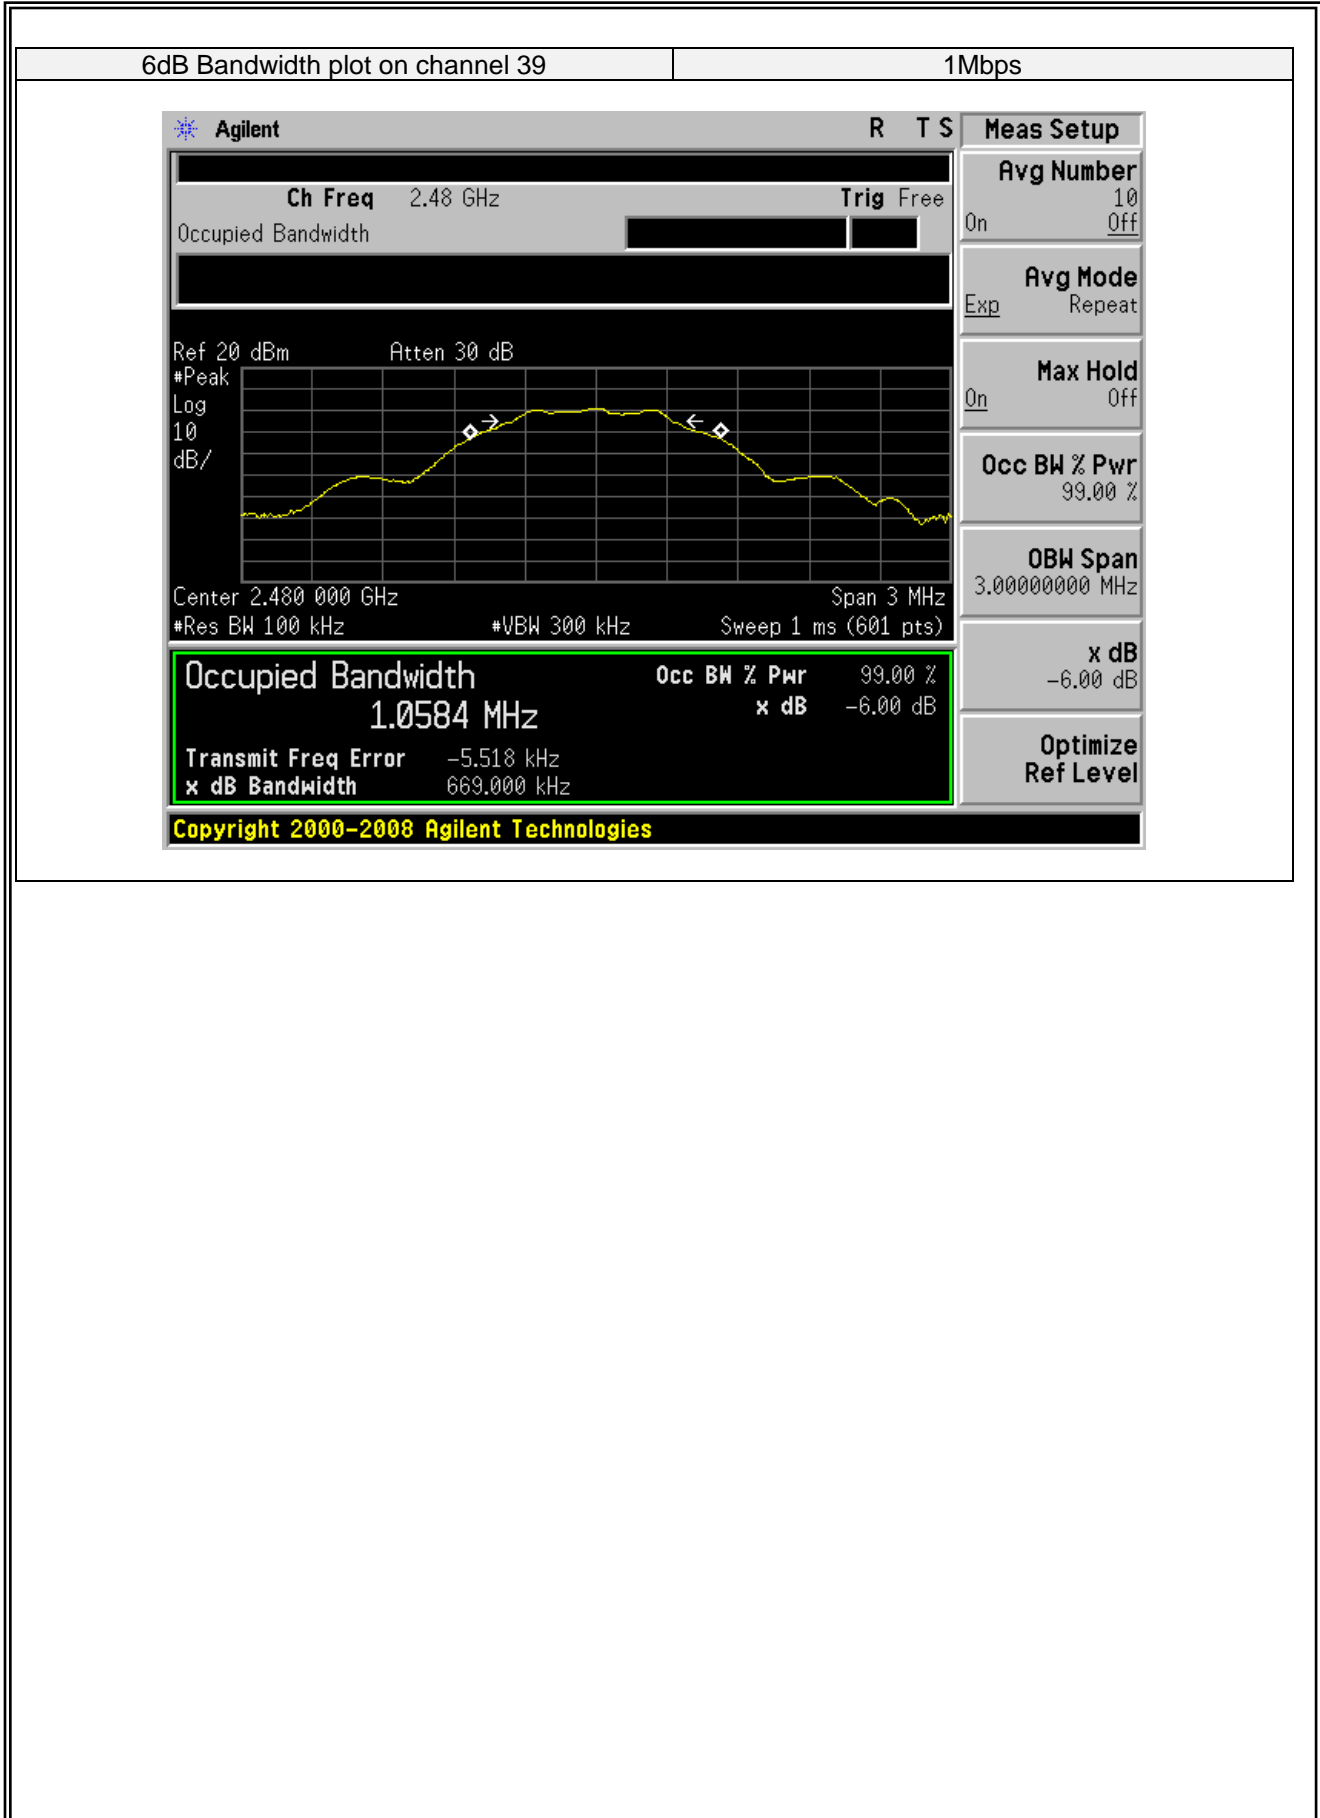 6dB Bandwidth plot on channel 39 1Mbps
Agilent R T S Meas Setup
Ch Freq 2.48 GHz Trig Free
Occupied Bandwidth
Avg Number
10
On Off
Avg Mode
Exp Repeat
Max Hold
On Off
Occ BW % Pwr
99.00 %
OBW Span
3.00000000 MHz
x dB
-6.00 dB
Optimize
Ref Level
Ref 20 dBm Atten 30 dB
#Peak
Log
10
dB/
Center 2.480 000 GHz Span 3 MHz
#Res BW 100 kHz #VBW 300 kHz Sweep 1 ms (601 pts)
Occupied Bandwidth Occ BW % Pwr 99.00 %
1.0584 MHz x dB -6.00 dB
Transmit Freq Error -5.518 kHz
x dB Bandwidth 669.000 kHz
Copyright 2000-2008 Agilent Technologies